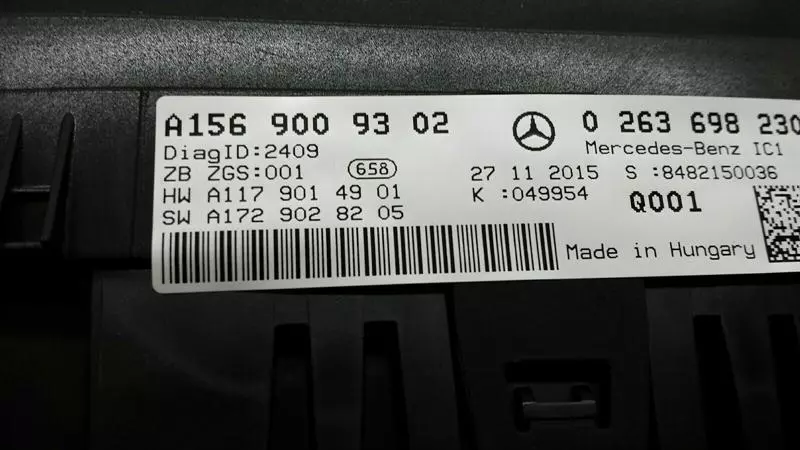 A156 900 93 02 0 263 698 230
DiagID:2409 Mercedes-Benz IC1
ZB ZGS:001 658 27 11 2015 S :8482150036
HW A117 901 49 01 K :049954 Q001
SW A172 902 82 05
Made in Hungary